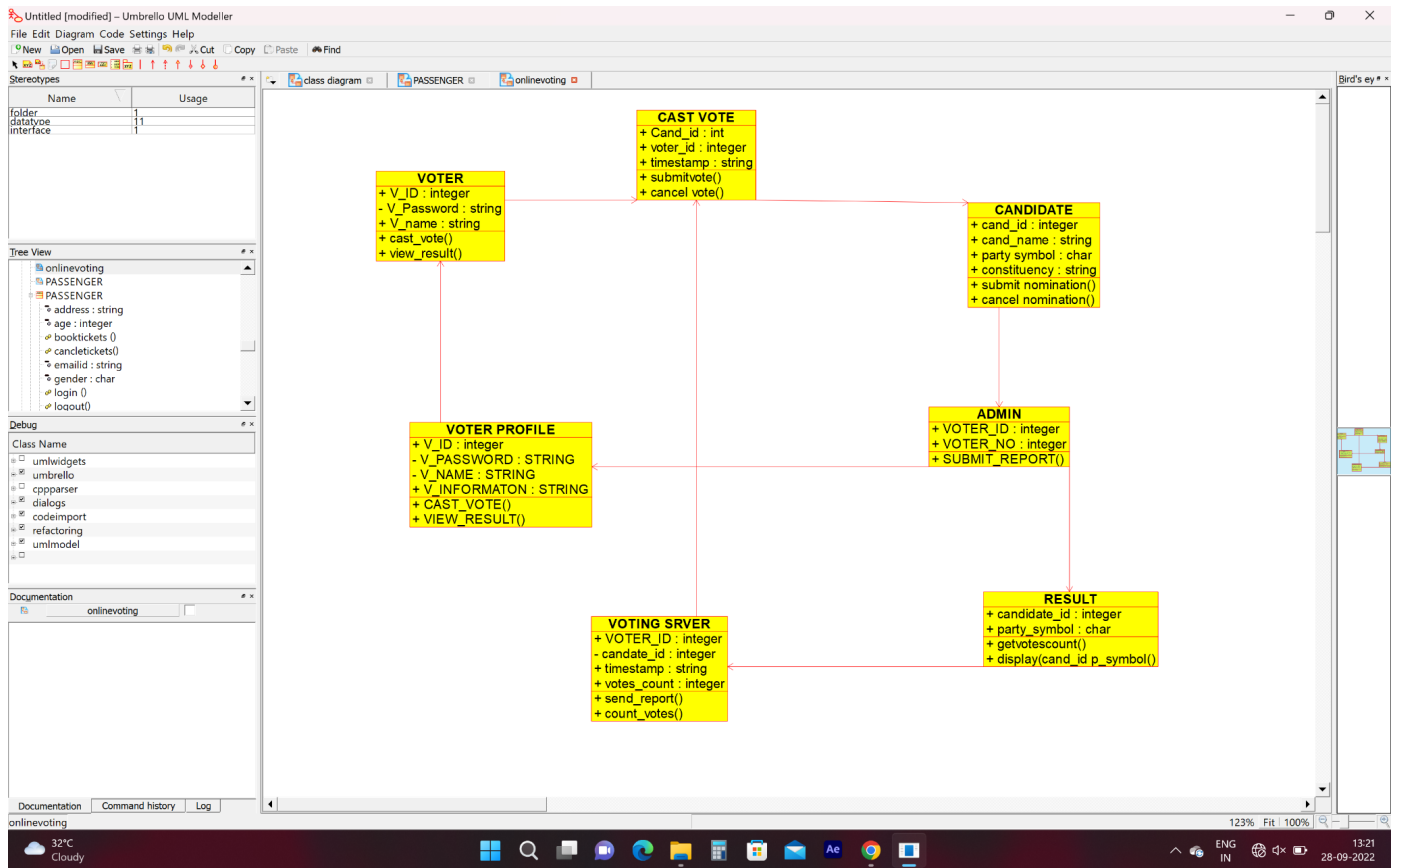 Untitled [modified] – Umbrello UML Modeller
File Edit Diagram Code Settings Help
New Open Save Cut Copy Paste Find
Stereotypes
Name Usage
folder 1
datatype 11
interface 1
Tree View
onlinevoting
PASSENGER
PASSENGER
address : string
age : integer
booktickets ()
cancletickets()
emailid : string
gender : char
login ()
logout()
Debug
Class Name
umlwidgets
umbrello
cppparser
dialogs
codeimport
refactoring
umlmodel
Documentation
onlinevoting
Documentation Command history Log
onlinevoting
class diagram PASSENGER onlinevoting
Bird's ey
CAST VOTE
+ Cand_id : int
+ voter_id : integer
+ timestamp : string
+ submitvote()
+ cancel vote()
VOTER
+ V_ID : integer
- V_Password : string
+ V_name : string
+ cast_vote()
+ view_result()
CANDIDATE
+ cand_id : integer
+ cand_name : string
+ party symbol : char
+ constituency : string
+ submit nomination()
+ cancel nomination()
ADMIN
+ VOTER_ID : integer
+ VOTER_NO : integer
+ SUBMIT_REPORT()
VOTER PROFILE
+ V_ID : integer
- V_PASSWORD : STRING
- V_NAME : STRING
+ V_INFORMATON : STRING
+ CAST_VOTE()
+ VIEW_RESULT()
RESULT
+ candidate_id : integer
+ party_symbol : char
+ getvotescount()
+ display(cand_id p_symbol()
VOTING SRVER
+ VOTER_ID : integer
- candate_id : integer
+ timestamp : string
+ votes_count : integer
+ send_report()
+ count_votes()
123% Fit 100%
32°C
Cloudy
Ae
ENG
IN
13:21
28-09-2022